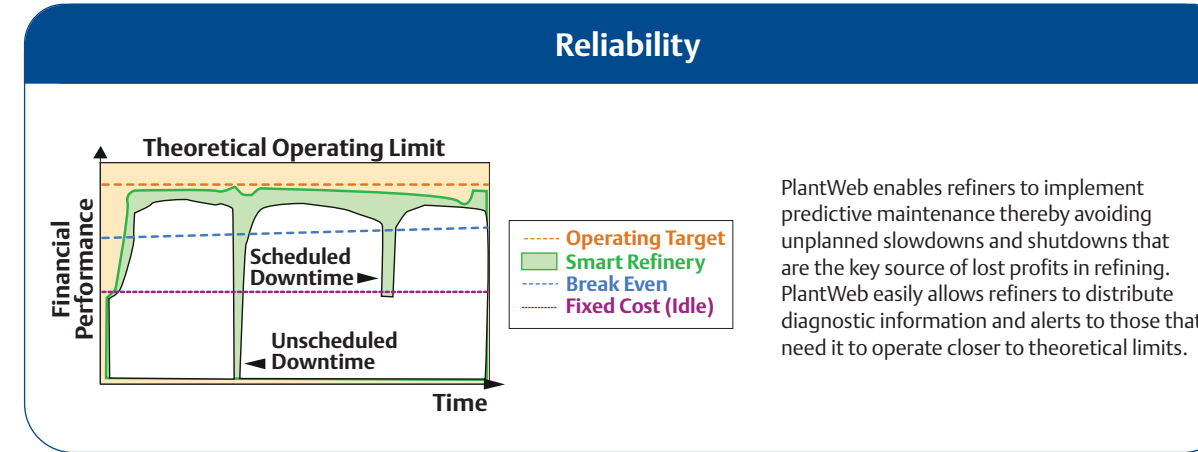 Reliability
Theoretical Operating Limit
Financial
Performance
Scheduled
Downtime
Unscheduled
Downtime
Time
Operating Target
Smart Refinery
Break Even
Fixed Cost (Idle)
PlantWeb enables refiners to implement
predictive maintenance thereby avoiding
unplanned slowdowns and shutdowns that
are the key source of lost profits in refining.
PlantWeb easily allows refiners to distribute
diagnostic information and alerts to those that
need it to operate closer to theoretical limits.